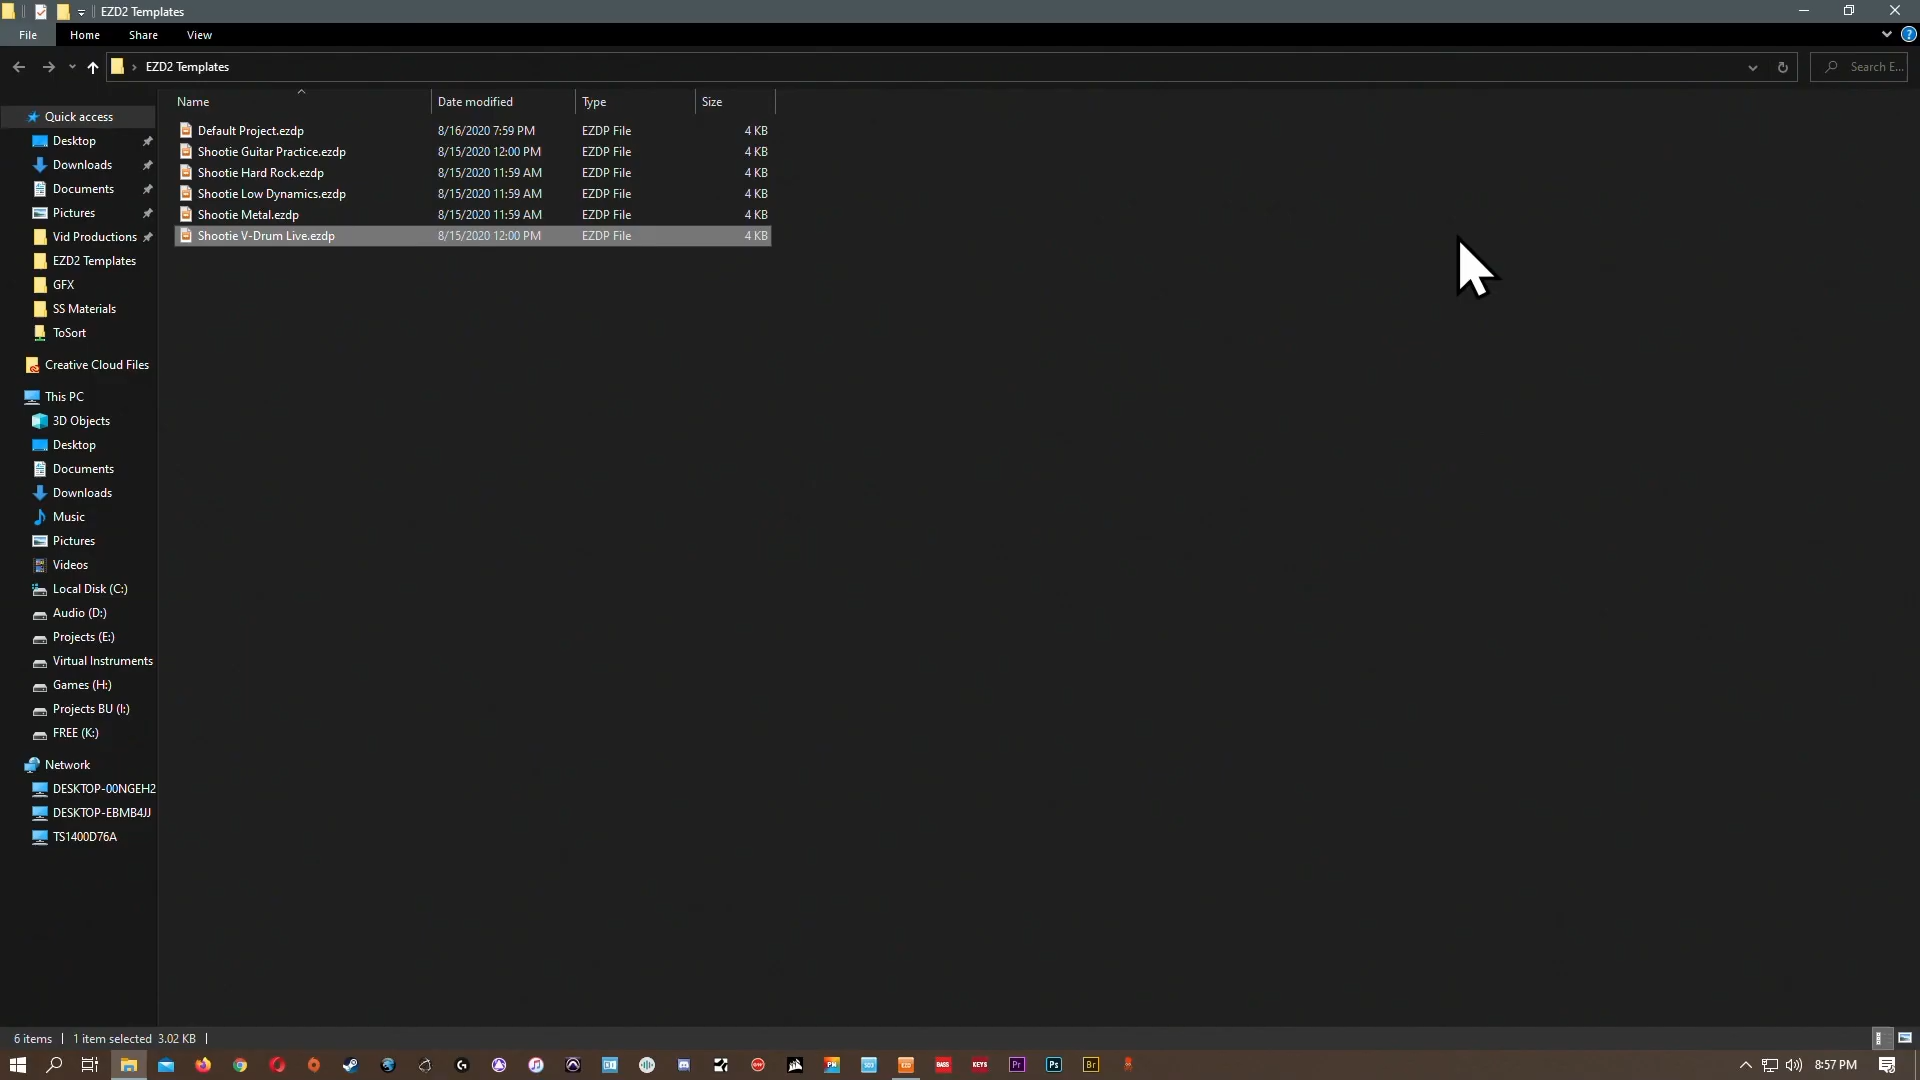 EZD2 Templates
File Home Share View
EZD2 Templates
Search E...
Name Date modified Type Size
Default Project.ezdp 8/16/2020 7:59 PM EZDP File 4 KB
Shootie Guitar Practice.ezdp 8/15/2020 12:00 PM EZDP File 4 KB
Shootie Hard Rock.ezdp 8/15/2020 11:59 AM EZDP File 4 KB
Shootie Low Dynamics.ezdp 8/15/2020 11:59 AM EZDP File 4 KB
Shootie Metal.ezdp 8/15/2020 11:59 AM EZDP File 4 KB
Shootie V-Drum Live.ezdp 8/15/2020 12:00 PM EZDP File 4 KB
Quick access
Desktop
Downloads
Documents
Pictures
Vid Productions
EZD2 Templates
GFX
SS Materials
ToSort
Creative Cloud Files
This PC
3D Objects
Desktop
Documents
Downloads
Music
Pictures
Videos
Local Disk (C:)
Audio (D:)
Projects (E:)
Virtual Instruments
Games (H:)
Projects BU (I:)
FREE (K:)
Network
DESKTOP-00NGEH2
DESKTOP-EBMB4JJ
TS1400D76A
6 items 1 item selected 3.02 KB
PM BASS KEYS Pr Ps Br 8:57 PM